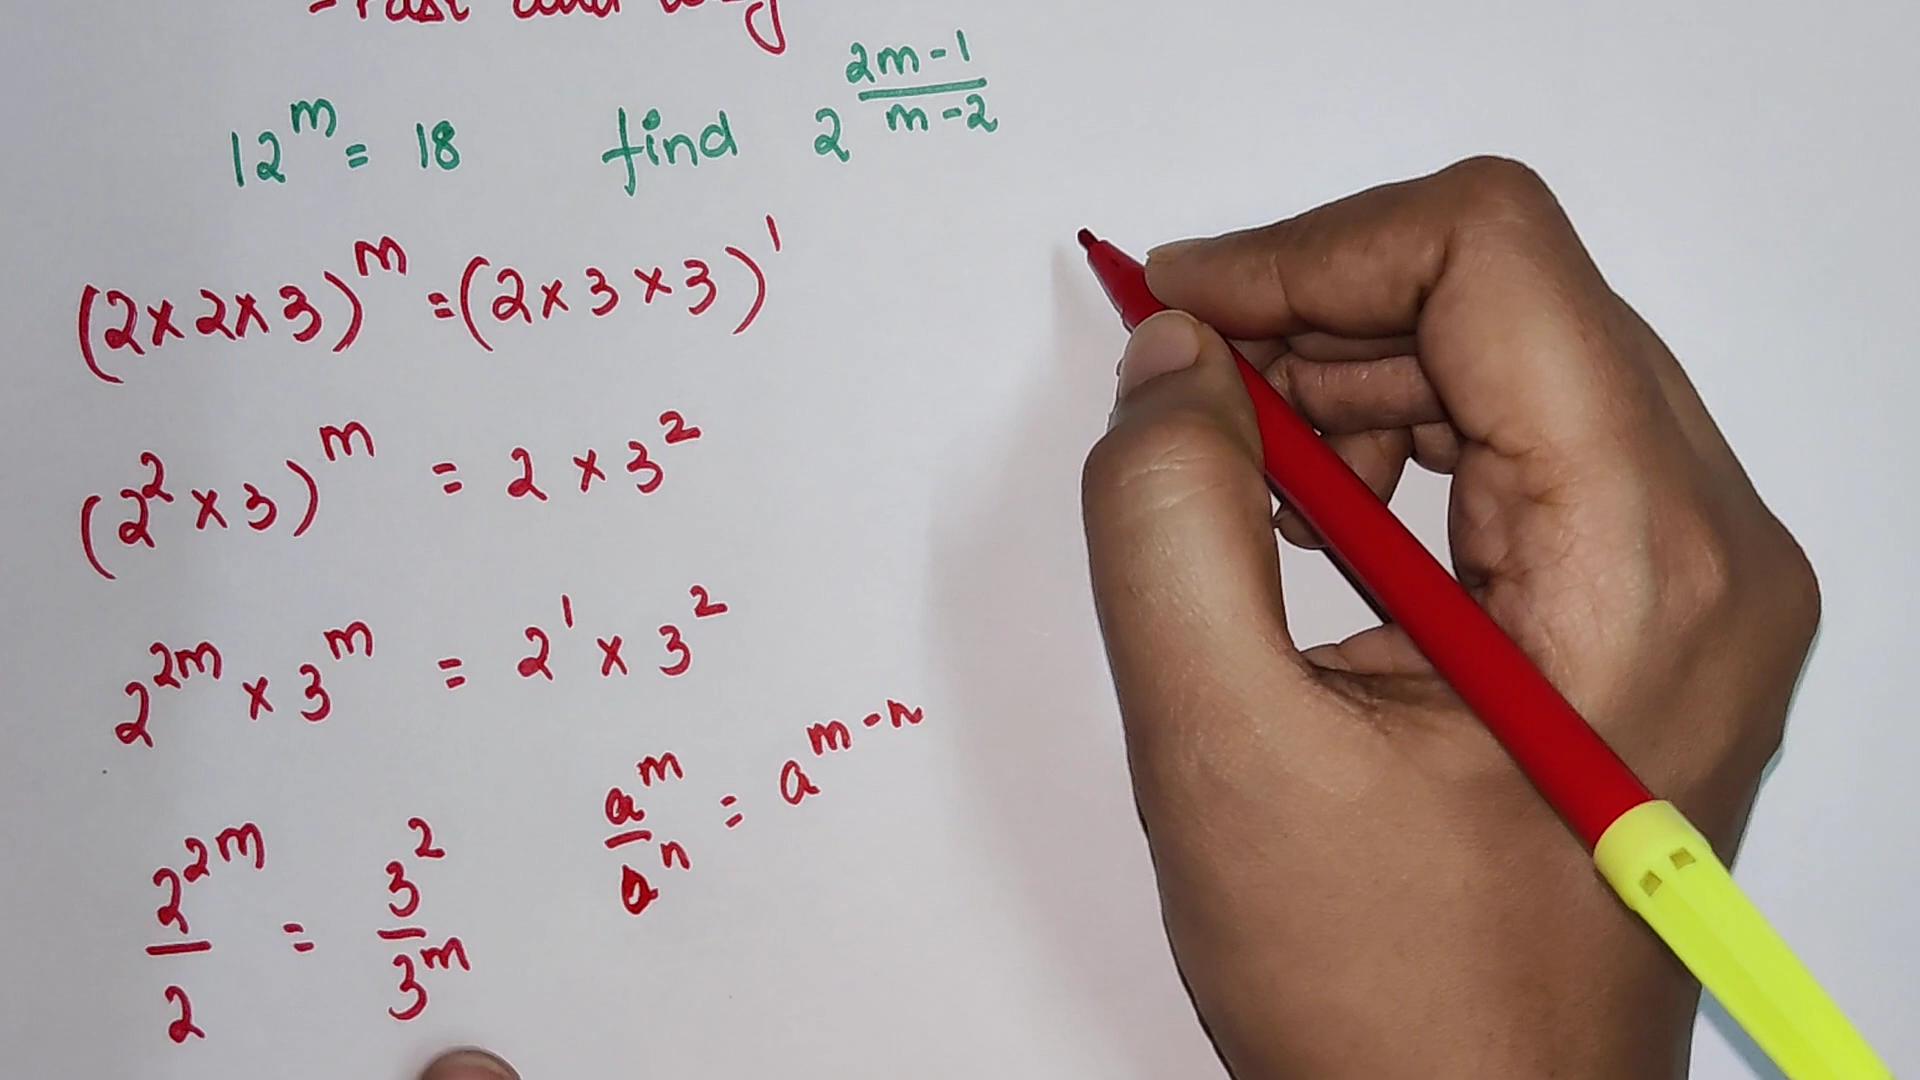 12^m = 18 find 2^((2m-1)/(m-2))
(2×2×3)^m = (2×3×3)^1
(2^2×3)^m = 2×3^2
2^2m × 3^m = 2^1 × 3^2
a^m/a^n = a^m-n
2^2m/2 = 3^2/3^m